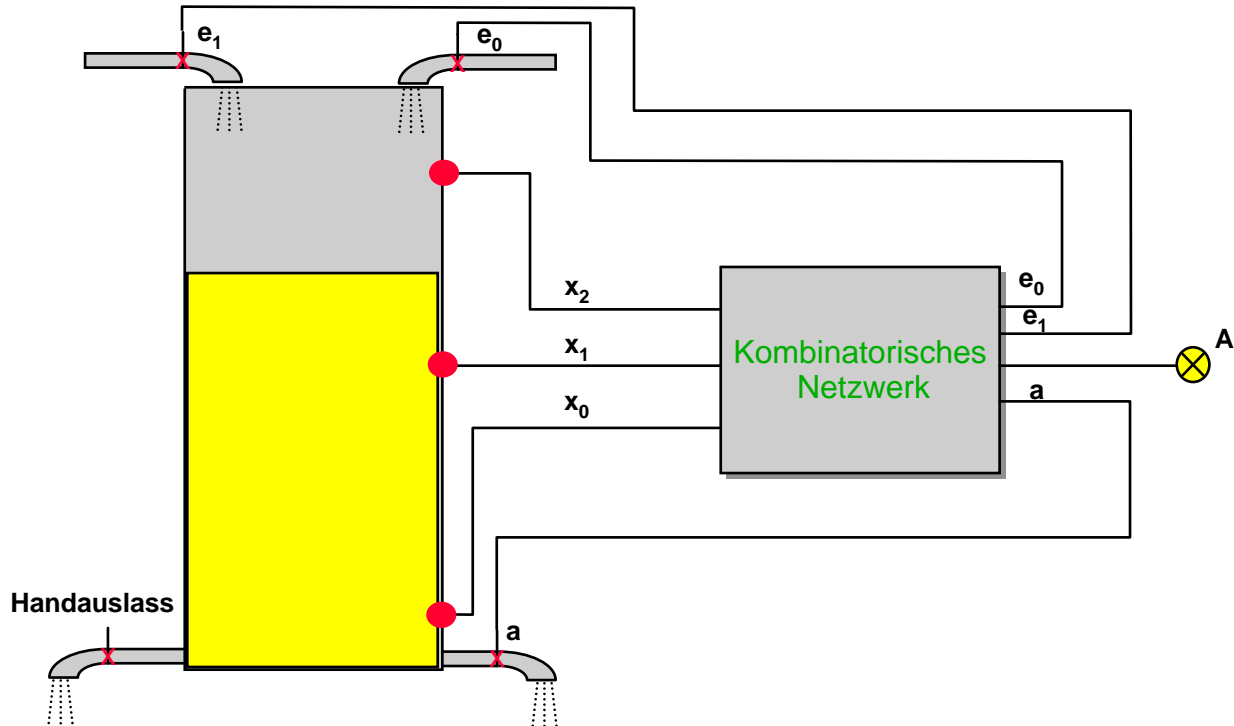 e₁
e₀
x₂
x₁
x₀
Kombinatorisches
Netzwerk
e₀
e₁
A
a
Handauslass
a